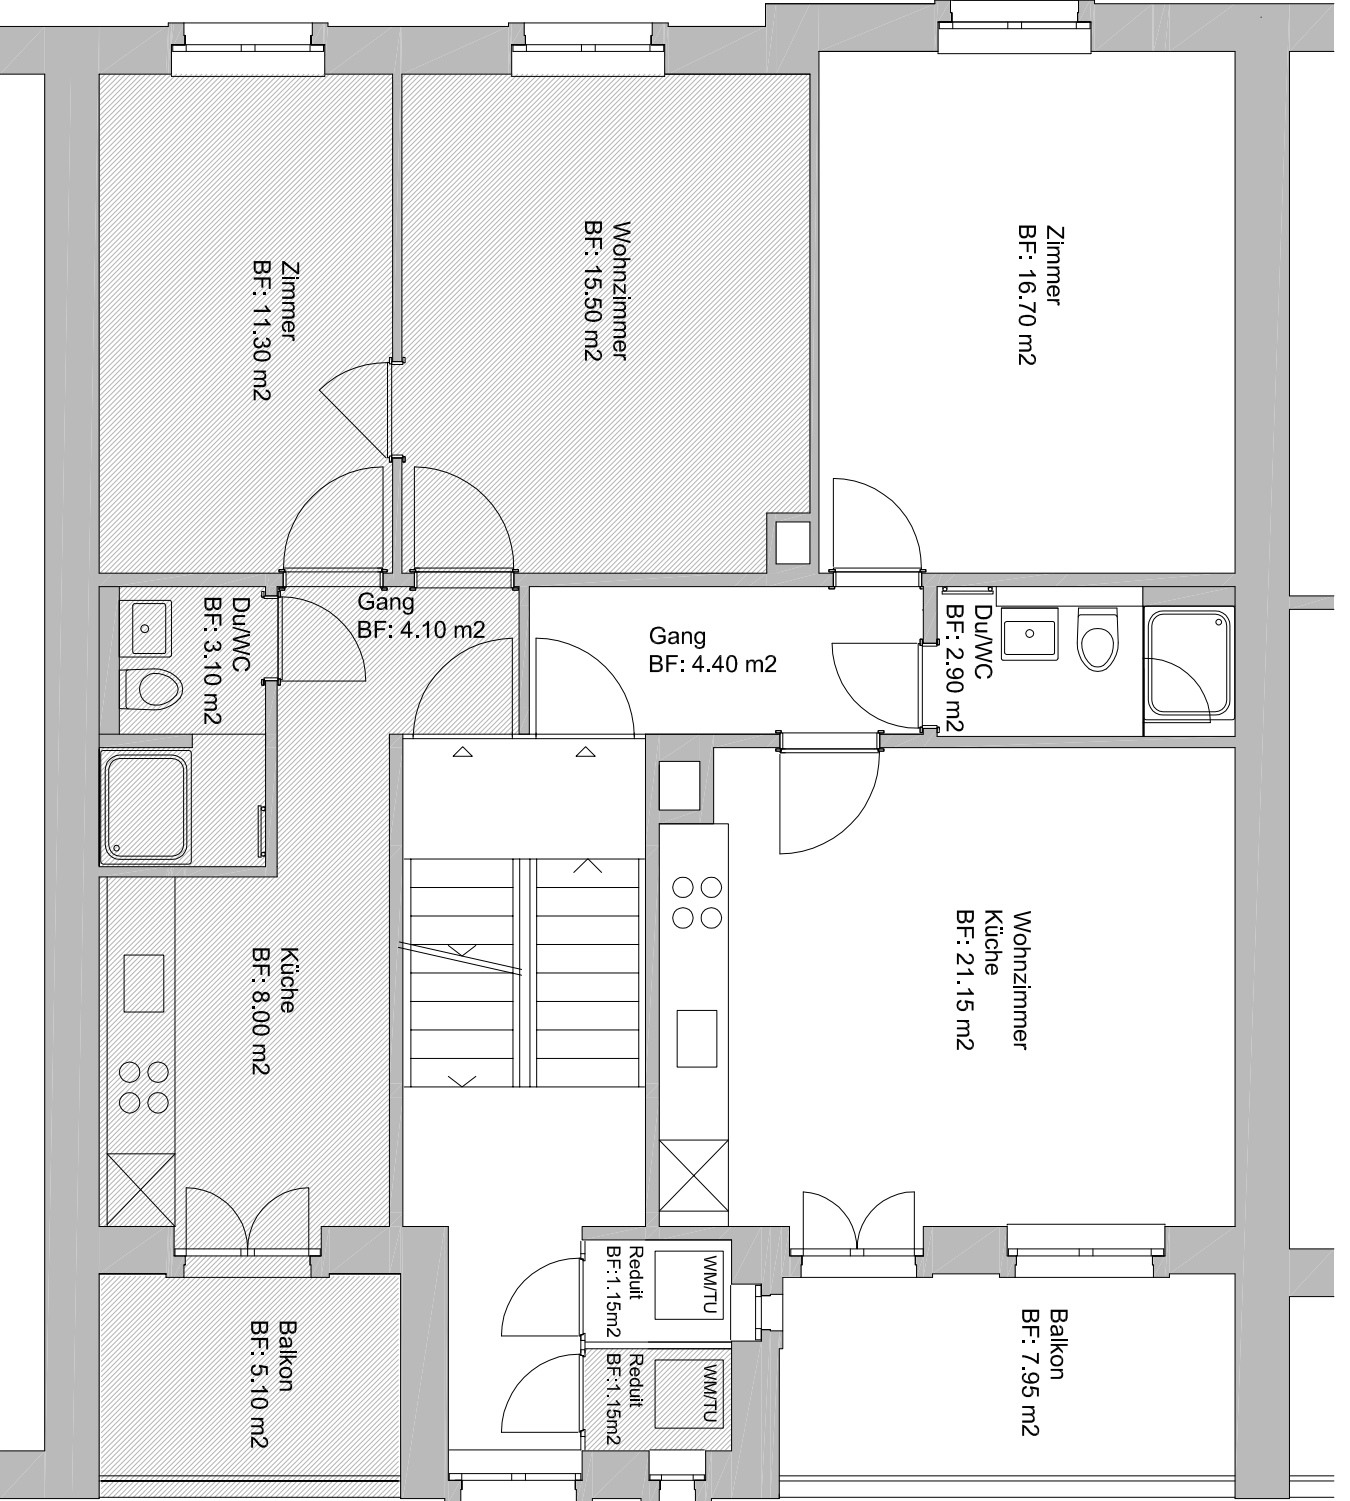 Zimmer
BF: 11.30 m2
Wohnzimmer
BF: 15.50 m2
Zimmer
BF: 16.70 m2
Du/WC
BF: 3.10 m2
Gang
BF: 4.10 m2
Gang
BF: 4.40 m2
Du/WC
BF: 2.90 m2
Küche
BF: 8.00 m2
Wohnzimmer
Küche
BF: 21.15 m2
Reduit
BF:1.15m2
WM/TU
Reduit
BF:1.15m2
WM/TU
Balkon
BF: 5.10 m2
Balkon
BF: 7.95 m2